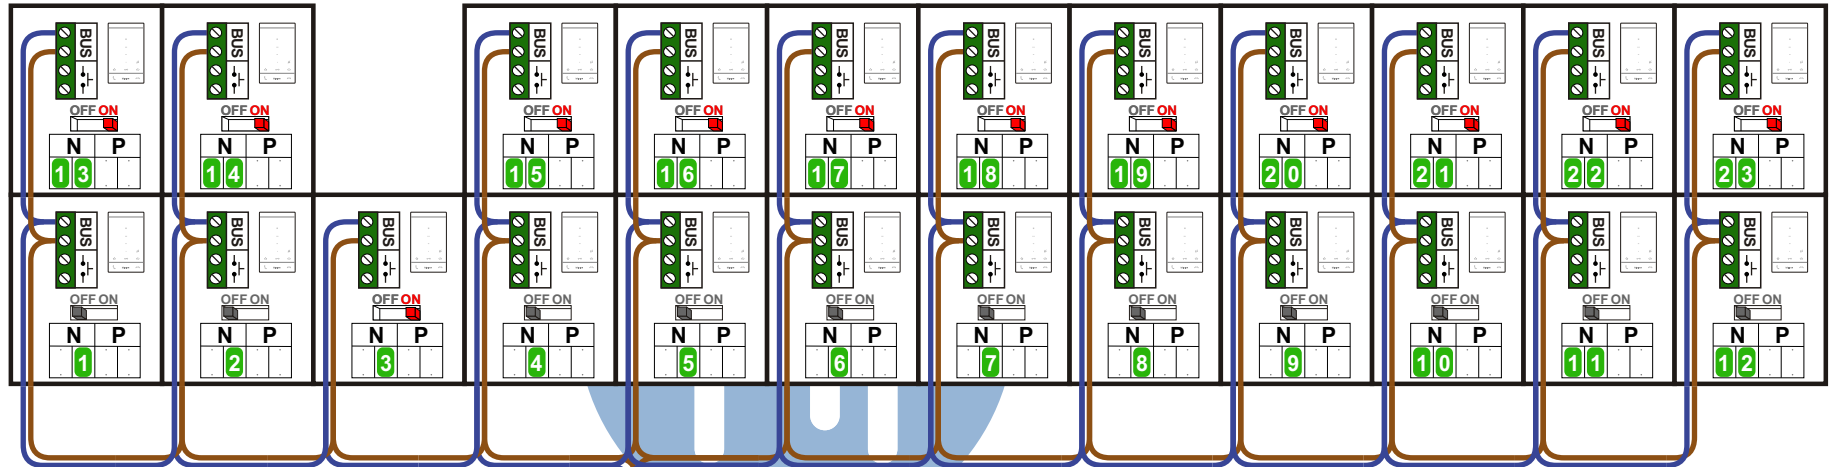 BUS BUS BUS BUS BUS BUS BUS BUS BUS BUS BUS
OFF ON OFF ON OFF ON OFF ON OFF ON OFF ON OFF ON OFF ON OFF ON OFF ON OFF ON
N P N P N P N P N P N P N P N P N P N P N P
13 14 15 16 17 18 19 20 21 22 23
BUS BUS BUS BUS BUS BUS BUS BUS BUS BUS BUS BUS
OFF ON OFF ON OFF ON OFF ON OFF ON OFF ON OFF ON OFF ON OFF ON OFF ON OFF ON OFF ON
N P N P N P N P N P N P N P N P N P N P N P N P
1 2 3 4 5 6 7 8 9 10 11 12